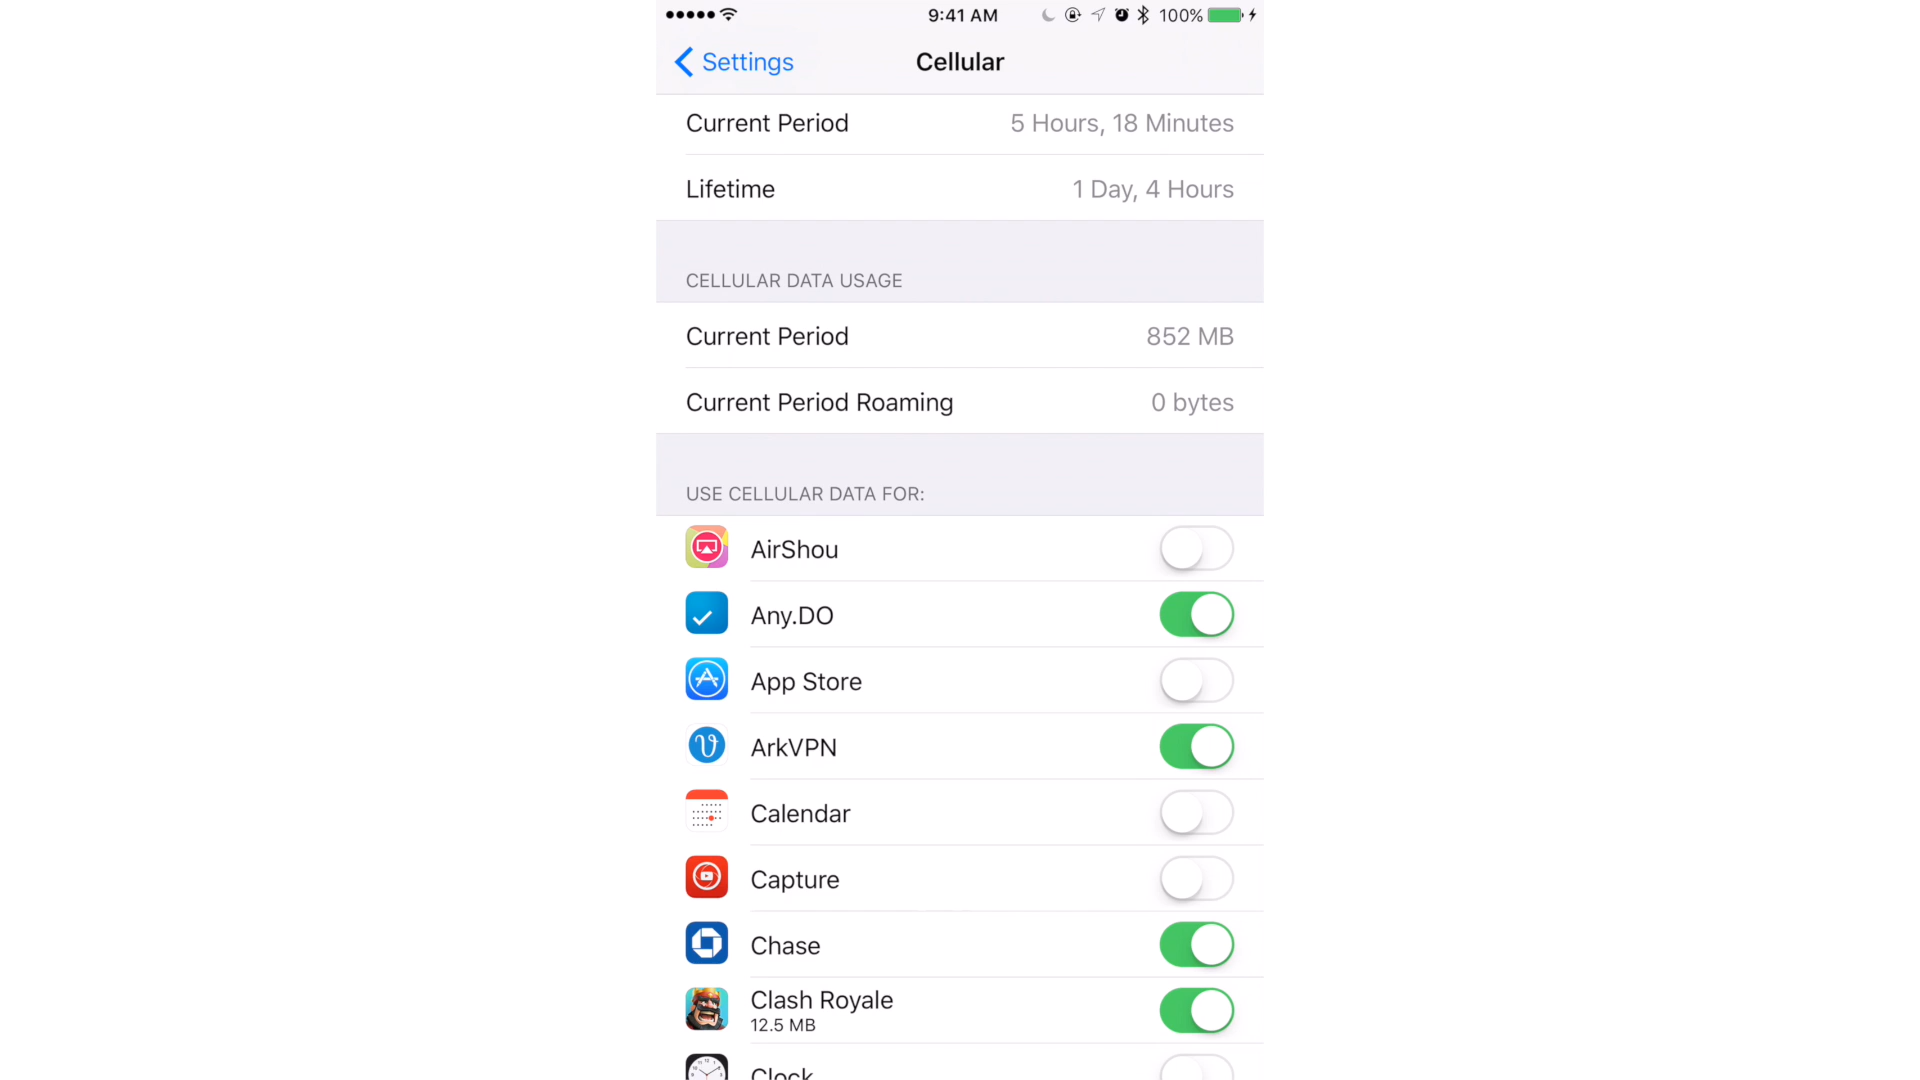 9:41 AM
100%
Settings
Cellular
Current Period
5 Hours, 18 Minutes
Lifetime
1 Day, 4 Hours
CELLULAR DATA USAGE
Current Period
852 MB
Current Period Roaming
0 bytes
USE CELLULAR DATA FOR:
AirShou
Any.DO
App Store
ArkVPN
Calendar
Capture
Chase
Clash Royale
12.5 MB
Clock